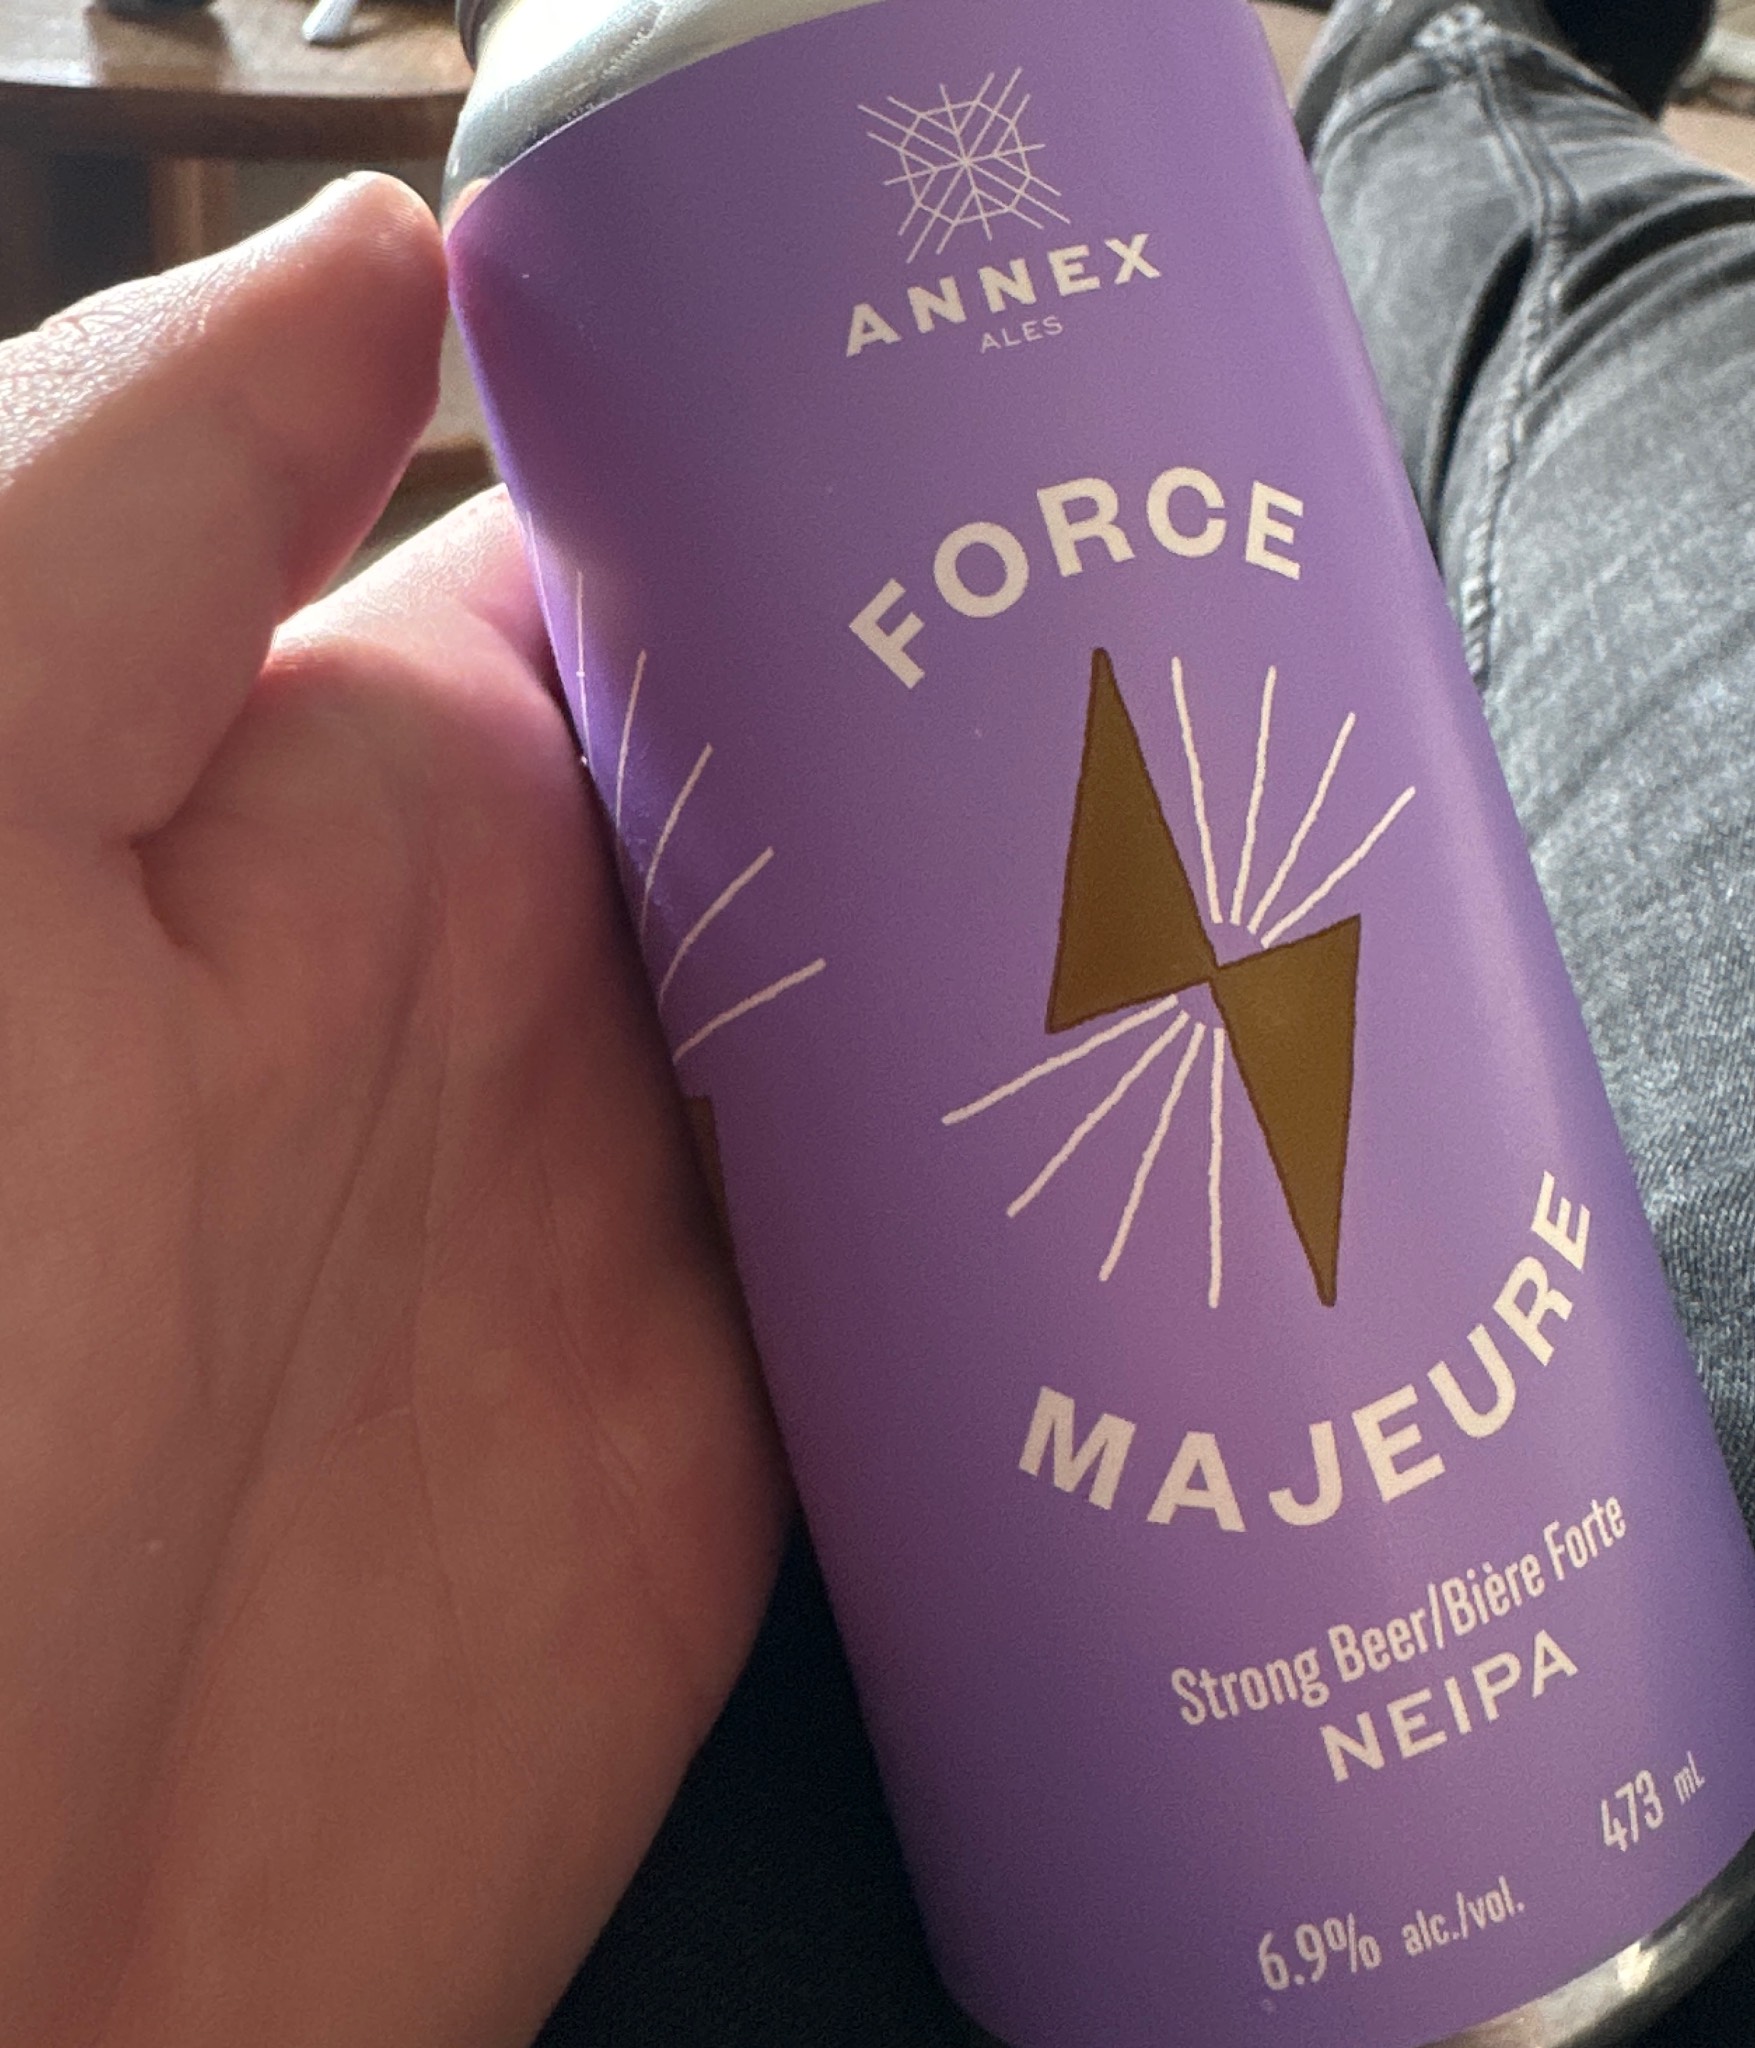 ANNEX
ALES
FORCE
MAJEURE
Strong Beer/Bière Forte
NEIPA
473 mL
6.9% alc./vol.